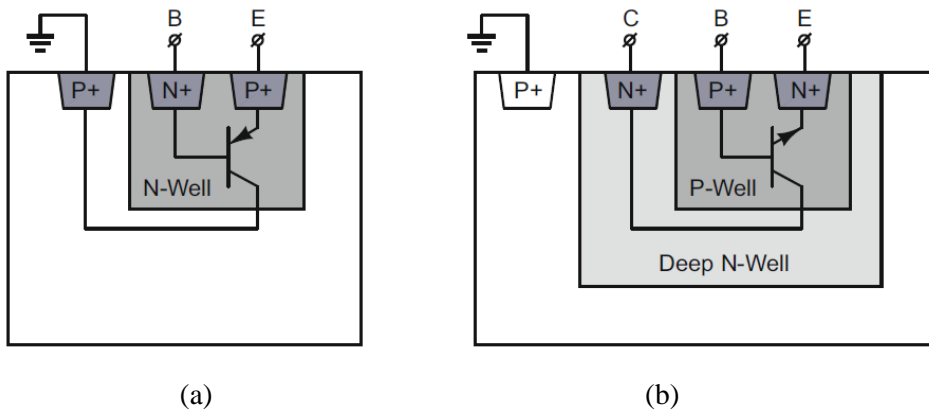 B E C B E
P+ N+ P+ P+ N+ P+ N+
N-Well P-Well
Deep N-Well
(a) (b)